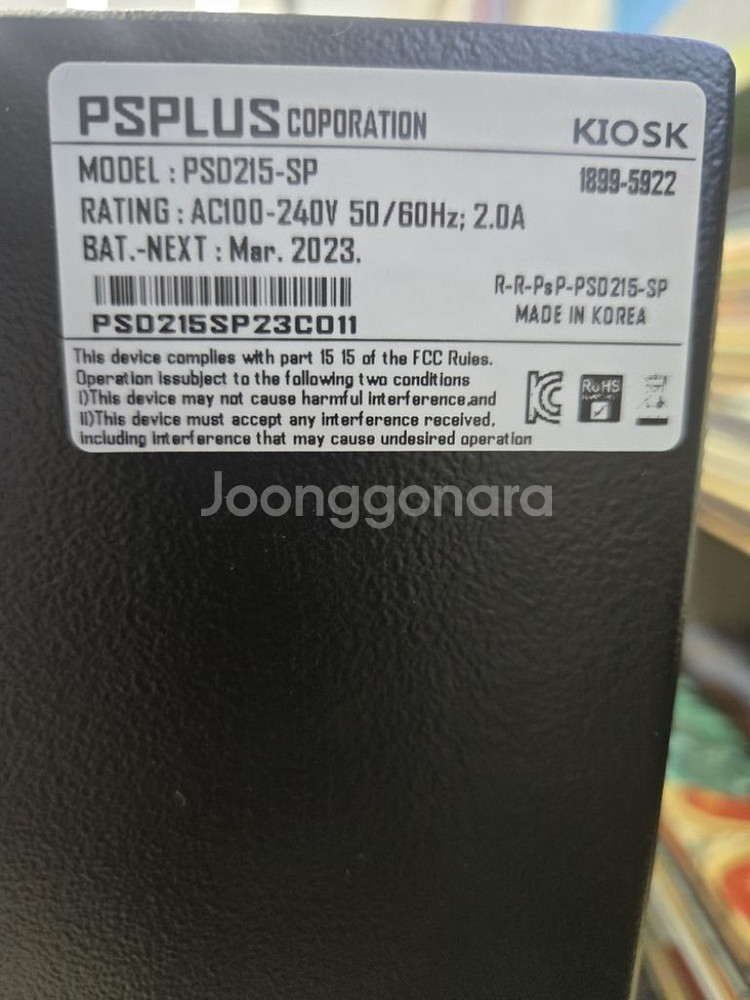 PSPLUS COPORATION KIOSK
MODEL : PSD215-SP 1899-5922
RATING : AC100-240V 50/60Hz; 2.0A
BAT.-NEXT : Mar. 2023.
R-R-PsP-PSD215-SP
PSD215SP23C011 MADE IN KOREA
This device complies with part 15 15 of the FCC Ruies.
Operation issubject to the following two conditions
i)This device may not cause harmful interference,and
ii)This device must accept any interference received,
including interference that may cause undesired operation
KC
RoHS
Joonggonara